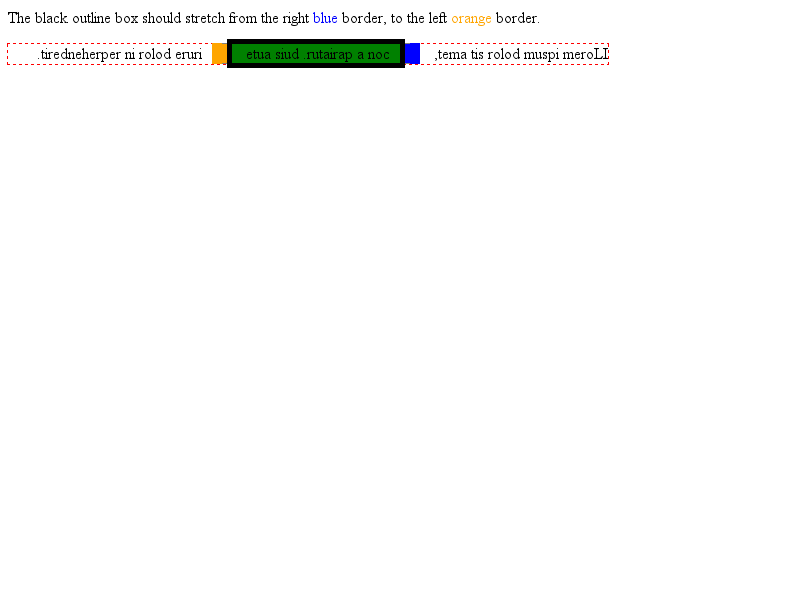 The black outline box should stretch from the right blue border, to the left orange border.
.tiredneherper ni rolod eruri etua siud .rutairap a noc ,tema tis rolod muspi meroLI